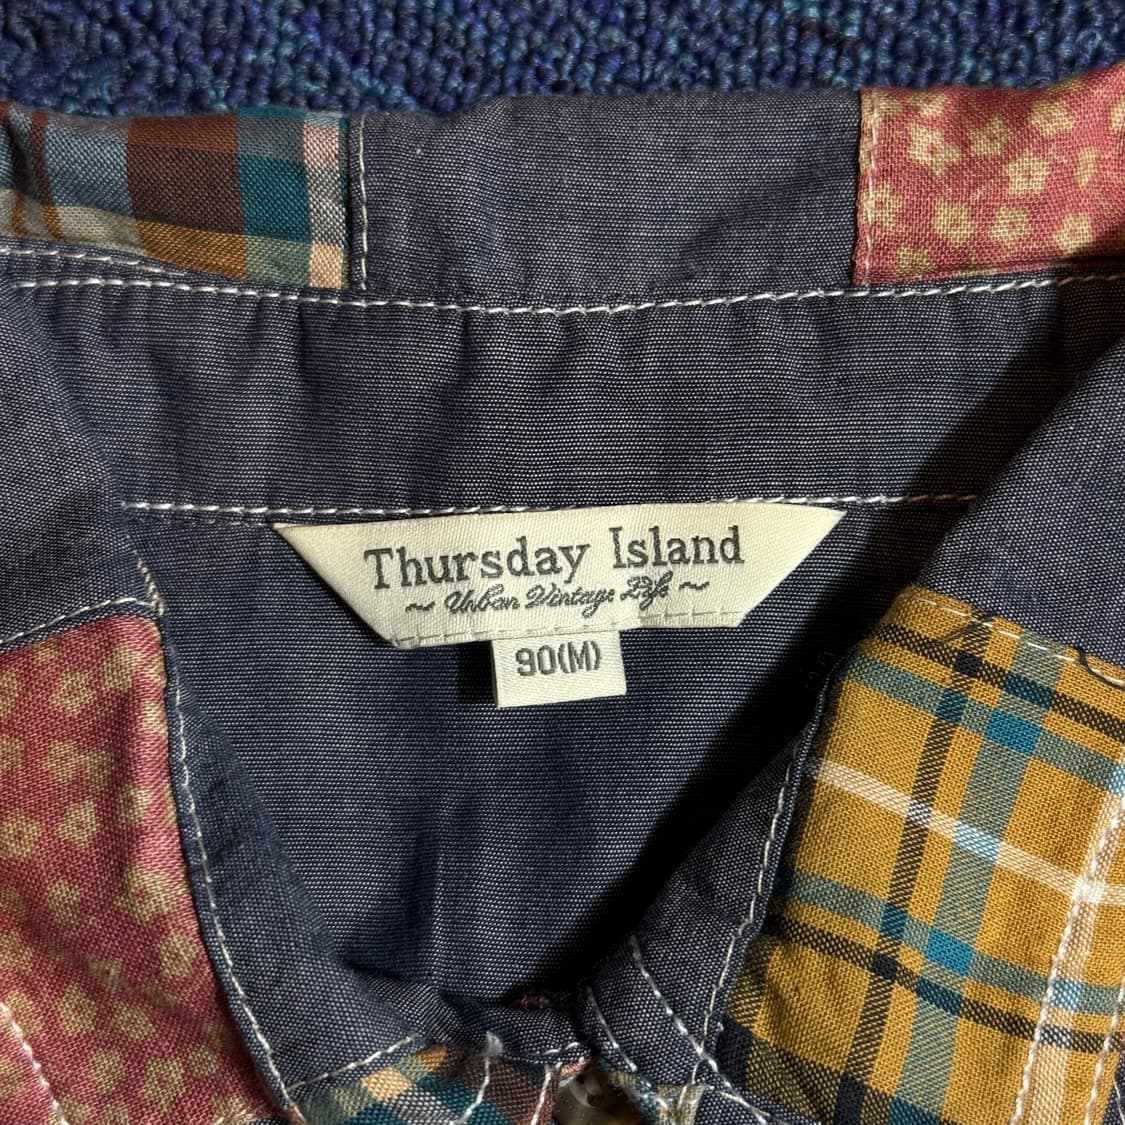 Thursday Island
~ Urban Vintage Life ~
90(M)